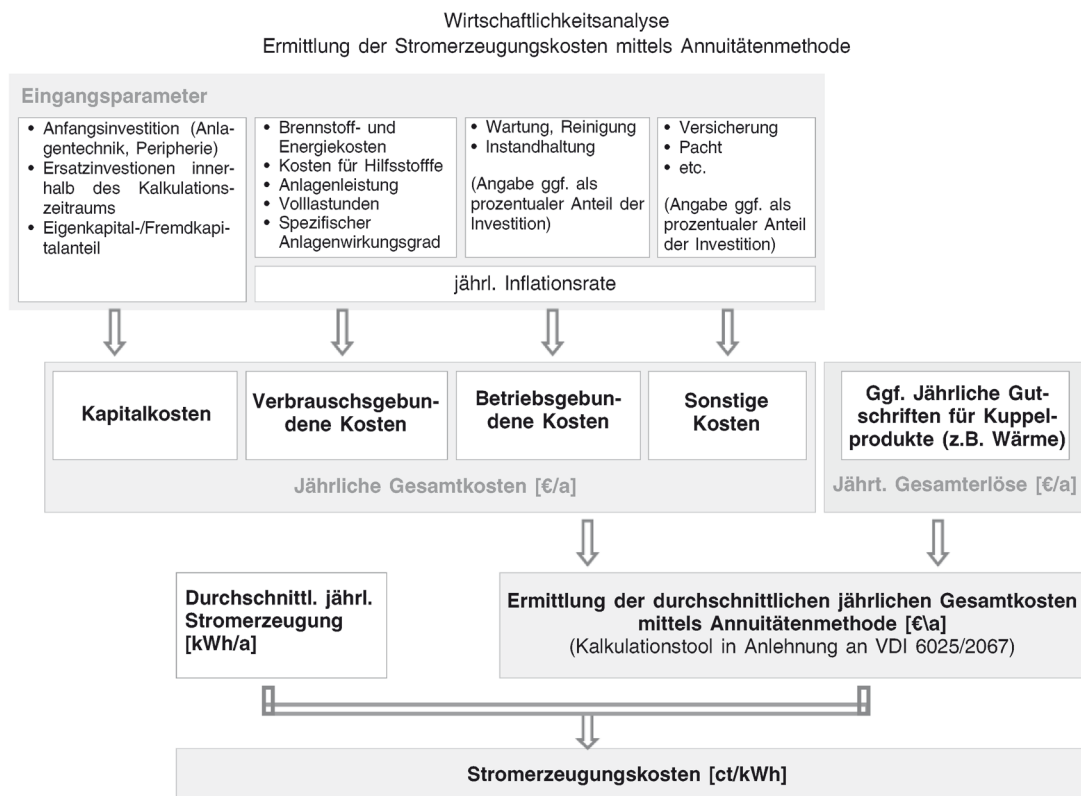 Wirtschaftlichkeitsanalyse
Ermittlung der Stromerzeugungskosten mittels Annuitätenmethode
Eingangsparameter
• Anfangsinvestition (Anla-
gentechnik, Peripherie)
• Ersatzinvestionen inner-
halb des Kalkulations-
zeitraums
• Eigenkapital-/Fremdkapi-
talanteil
• Brennstoff- und
Energiekosten
• Kosten für Hilfsstofffe
• Anlagenleistung
• Volllastunden
• Spezifischer
Anlagenwirkungsgrad
• Wartung, Reinigung
• Instandhaltung
(Angabe ggf. als
prozentualer Anteil der
Investition)
• Versicherung
• Pacht
• etc.
(Angabe ggf. als
prozentualer Anteil
der Investition)
jährl. Inflationsrate
Kapitalkosten
Verbrauschsgebun-
dene Kosten
Betriebsgebun-
dene Kosten
Sonstige
Kosten
Jährliche Gesamtkosten [€/a]
Ggf. Jährliche Gut-
schriften für Kuppel-
produkte (z.B. Wärme)
Jährt. Gesamterlöse [€/a]
Durchschnittl. jährl.
Stromerzeugung
[kWh/a]
Ermittlung der durchschnittlichen jährlichen Gesamtkosten
mittels Annuitätenmethode [€\a]
(Kalkulationstool in Anlehnung an VDI 6025/2067)
Stromerzeugungskosten [ct/kWh]